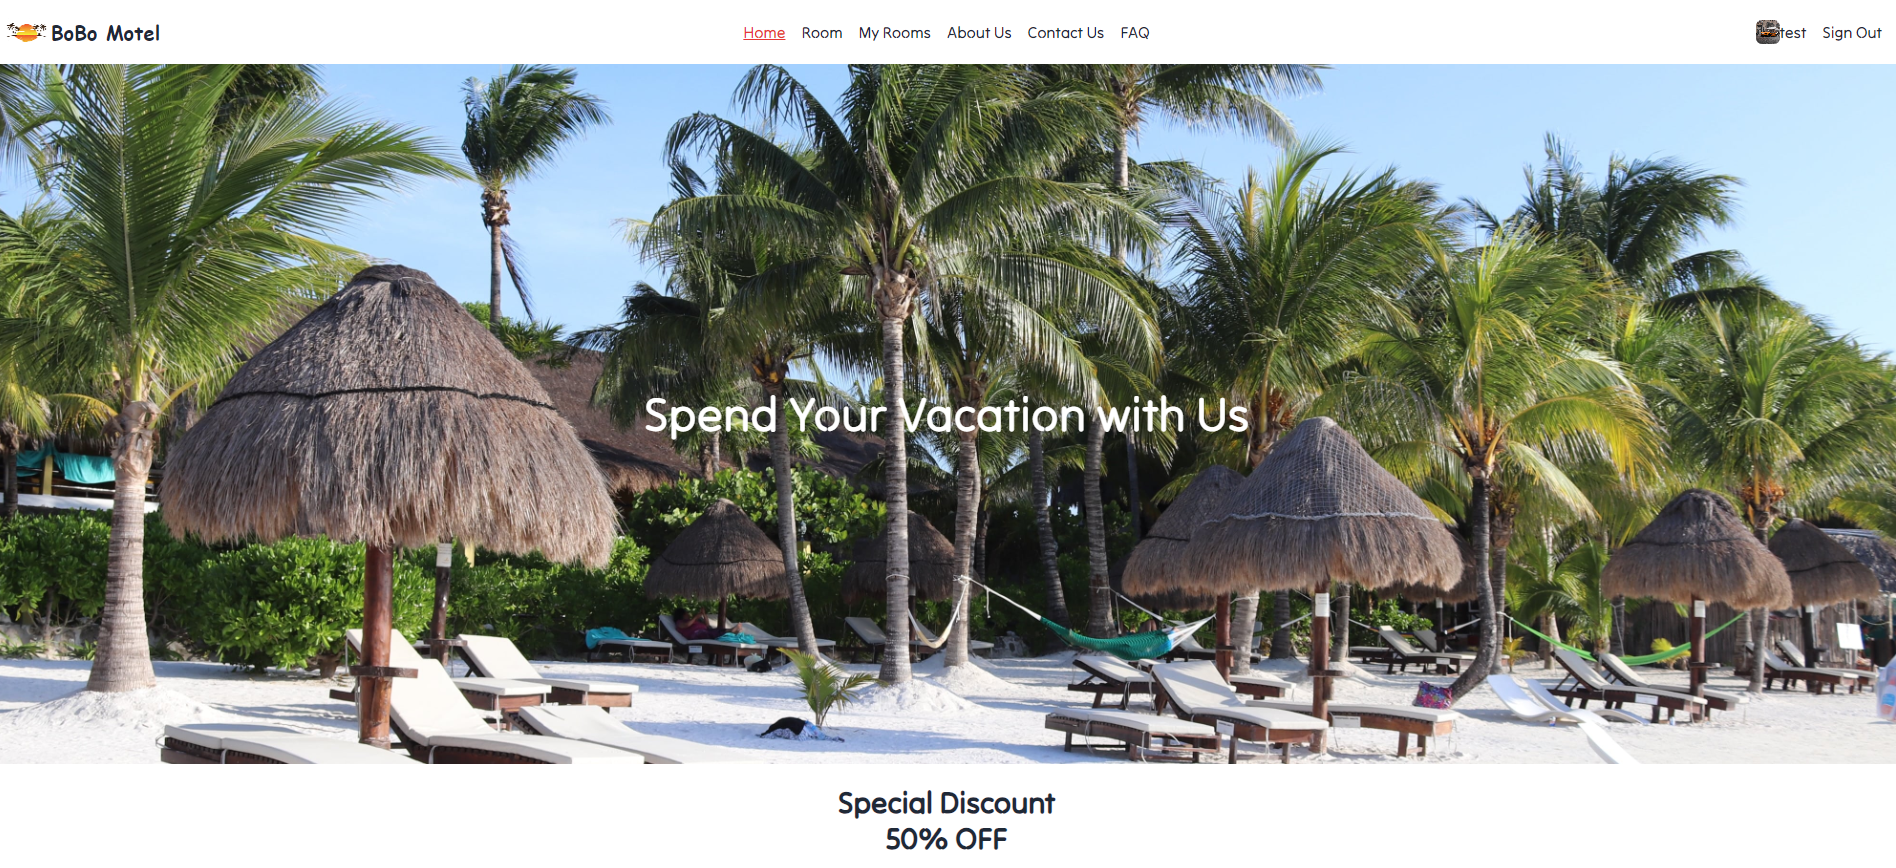 BoBo Motel
Home Room My Rooms About Us Contact Us FAQ
test Sign Out
Spend Your Vacation with Us
Special Discount
50% OFF